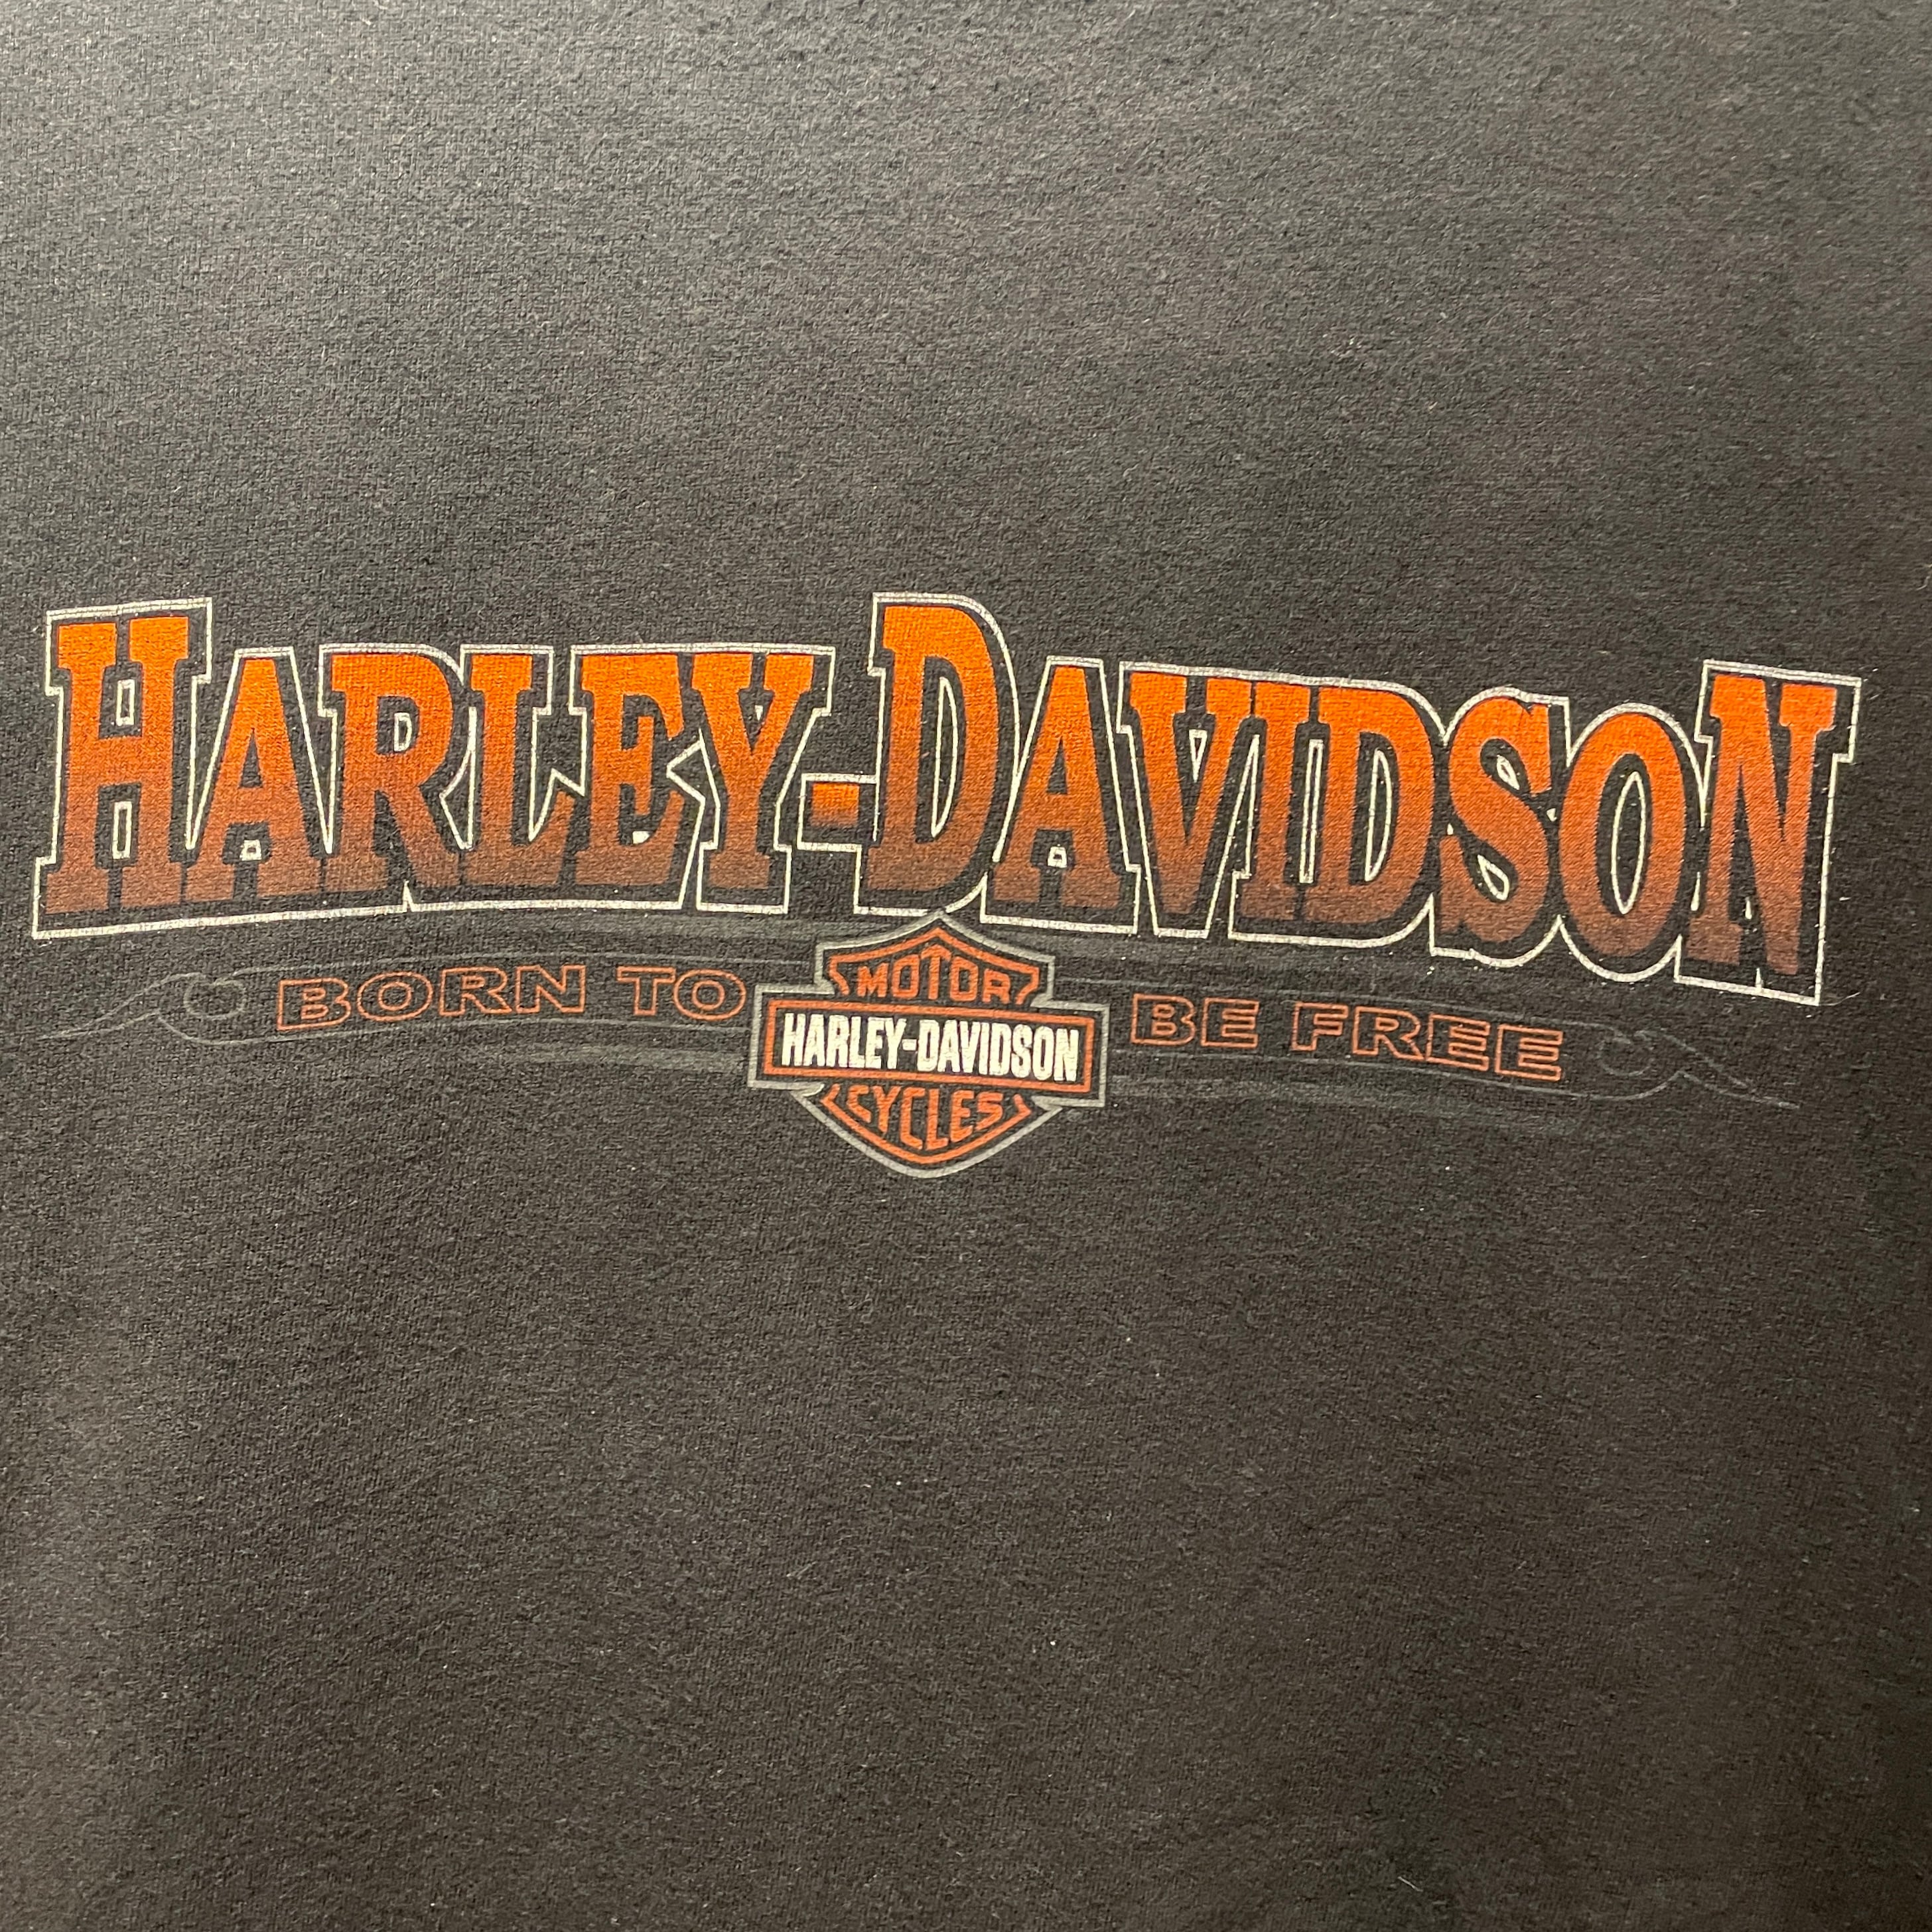 HARLEY-DAVIDSON
BORN TO BE FREE
MOTOR
HARLEY-DAVIDSON
CYCLES